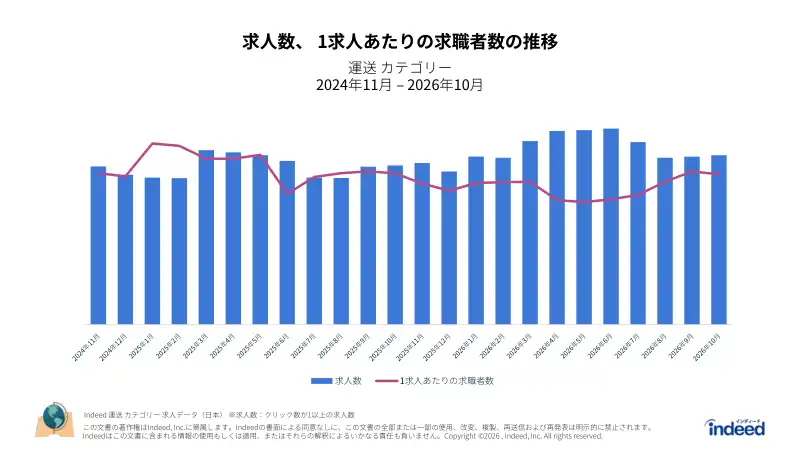 求人数、 1求人あたりの求職者数の推移
運送 カテゴリー
2024年11月 – 2026年10月
2024年11月
2024年12月
2025年1月
2025年2月
2025年3月
2025年4月
2025年5月
2025年6月
2025年7月
2025年8月
2025年9月
2025年10月
2025年11月
2025年12月
2026年1月
2026年2月
2026年3月
2026年4月
2026年5月
2026年6月
2026年7月
2026年8月
2026年9月
2026年10月
求人数 1求人あたりの求職者数
Indeed 運送 カテゴリー 求人データ（日本） ※求人数：クリック数が1以上の求人数
この文書の著作権はIndeed, Inc.に帰属します。Indeedの書面による同意なしに、この文書の全部または一部の使用、改変、複製、再送信および再発表は明示的に禁止されます。
Indeedはこの文書に含まれる情報の使用もしくは適用、またはそれらの解釈によるいかなる責任も負いません。Copyright ©2026 , Indeed, Inc. All rights reserved.
インディード
indeed